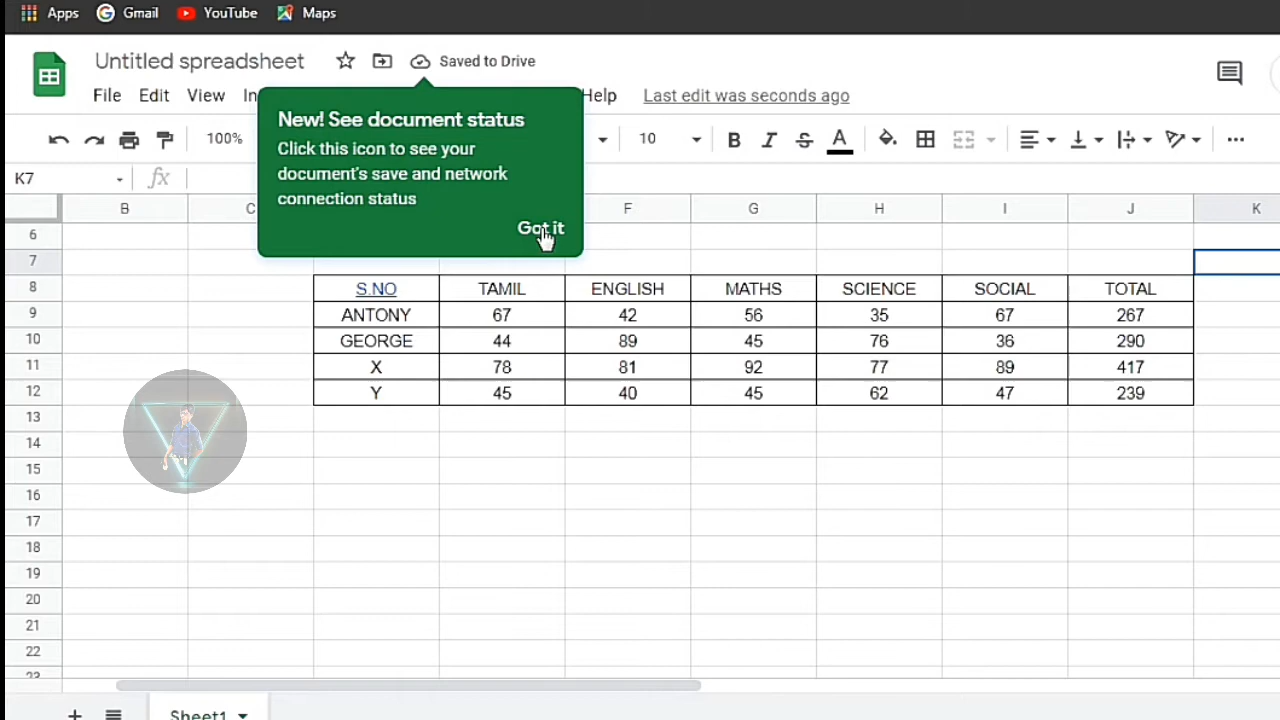 Apps Gmail YouTube Maps
Untitled spreadsheet Saved to Drive
File Edit View In Help Last edit was seconds ago
New! See document status
Click this icon to see your
document's save and network
connection status
Got it
100% 10 B I S A
K7 fx
B C F G H I J K
6
7
8 S.NO TAMIL ENGLISH MATHS SCIENCE SOCIAL TOTAL
9 ANTONY 67 42 56 35 67 267
10 GEORGE 44 89 45 76 36 290
11 X 78 81 92 77 89 417
12 Y 45 40 45 62 47 239
13
14
15
16
17
18
19
20
21
22
23
Sheet1